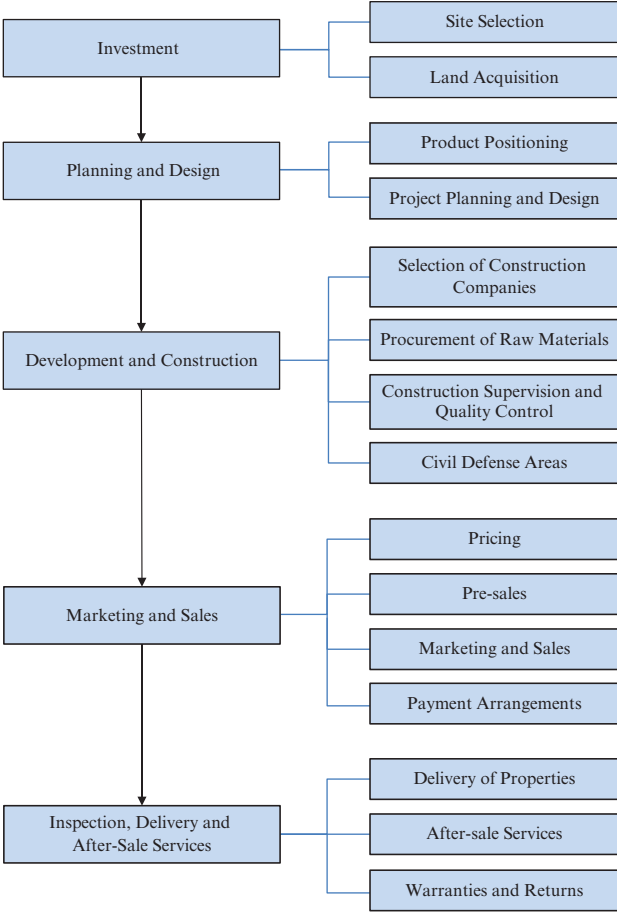 Investment
Site Selection
Land Acquisition
Planning and Design
Product Positioning
Project Planning and Design
Development and Construction
Selection of Construction
Companies
Procurement of Raw Materials
Construction Supervision and
Quality Control
Civil Defense Areas
Marketing and Sales
Pricing
Pre-sales
Marketing and Sales
Payment Arrangements
Inspection, Delivery and
After-Sale Services
Delivery of Properties
After-sale Services
Warranties and Returns